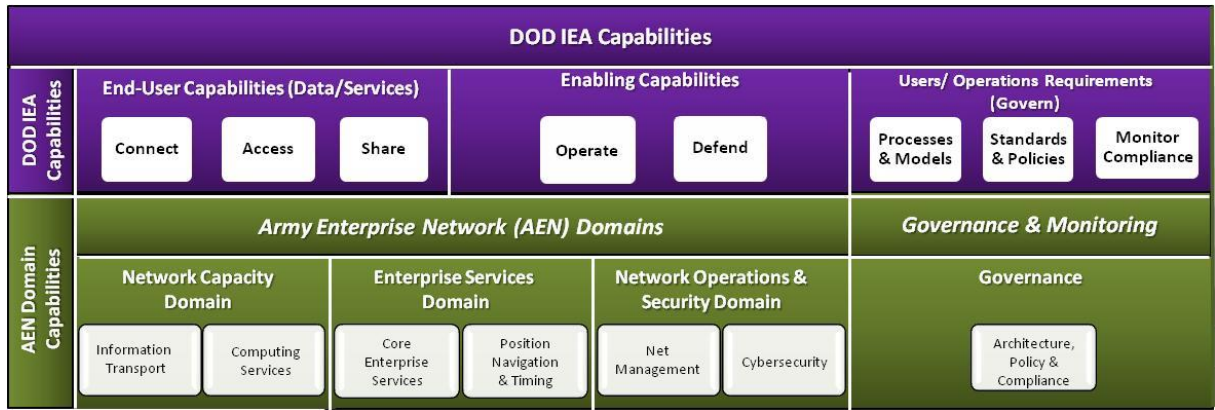 DOD IEA Capabilities
DOD IEA
Capabilities
End-User Capabilities (Data/Services)
Connect
Access
Share
Enabling Capabilities
Operate
Defend
Users/ Operations Requirements
(Govern)
Processes
& Models
Standards
& Policies
Monitor
Compliance
AEN Domain
Capabilities
Army Enterprise Network (AEN) Domains
Governance & Monitoring
Network Capacity
Domain
Information
Transport
Computing
Services
Enterprise Services
Domain
Core
Enterprise
Services
Position
Navigation
& Timing
Network Operations &
Security Domain
Net
Management
Cybersecurity
Governance
Architecture,
Policy &
Compliance